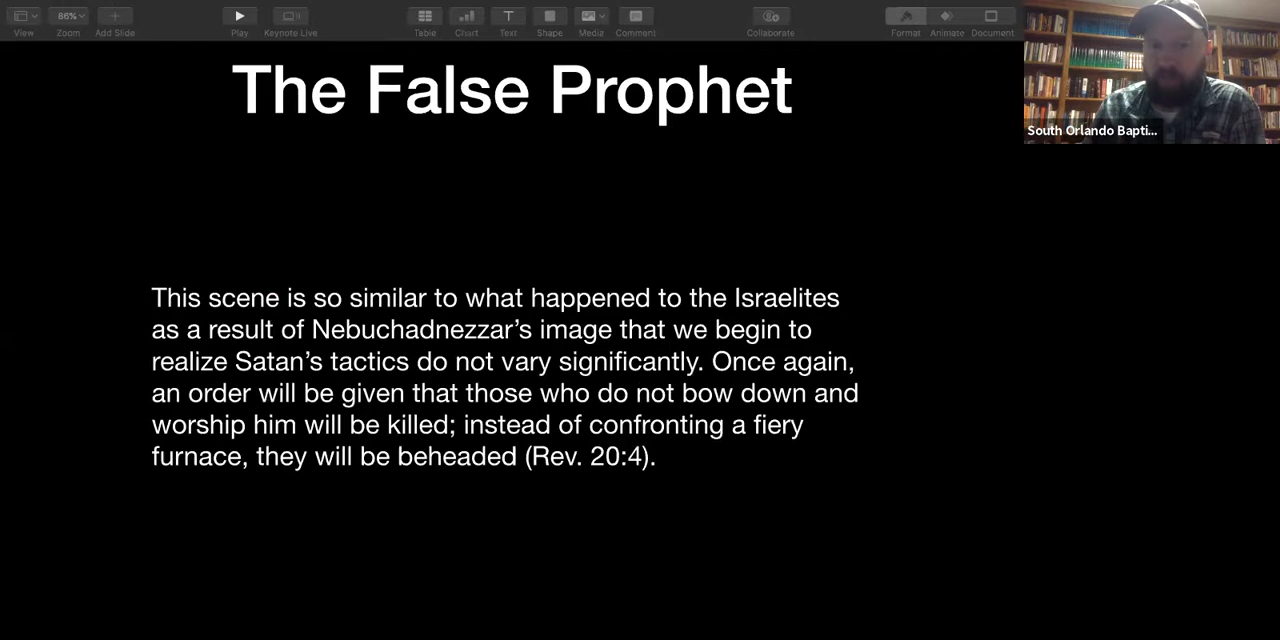 86%
View
Zoom
Add Slide
Play
Keynote Live
Table
Chart
Text
Shape
Media
Comment
Collaborate
Format
Animate
Document
South Orlando Bapti...
The False Prophet
This scene is so similar to what happened to the Israelites
as a result of Nebuchadnezzar’s image that we begin to
realize Satan’s tactics do not vary significantly. Once again,
an order will be given that those who do not bow down and
worship him will be killed; instead of confronting a fiery
furnace, they will be beheaded (Rev. 20:4).